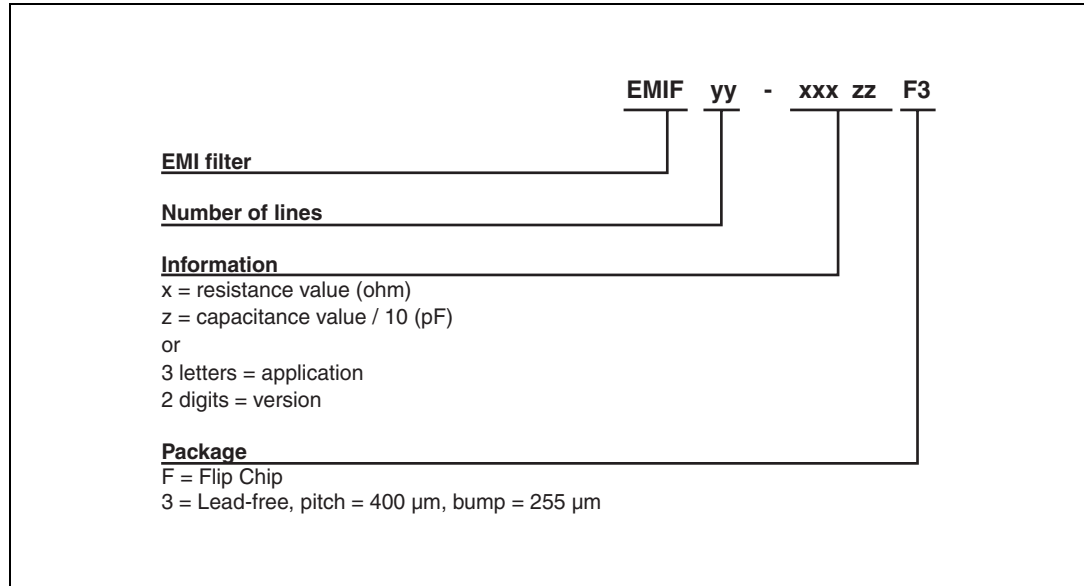 EMIF yy - xxx zz F3
EMI filter
Number of lines
Information
x = resistance value (ohm)
z = capacitance value / 10 (pF)
or
3 letters = application
2 digits = version
Package
F = Flip Chip
3 = Lead-free, pitch = 400 µm, bump = 255 µm